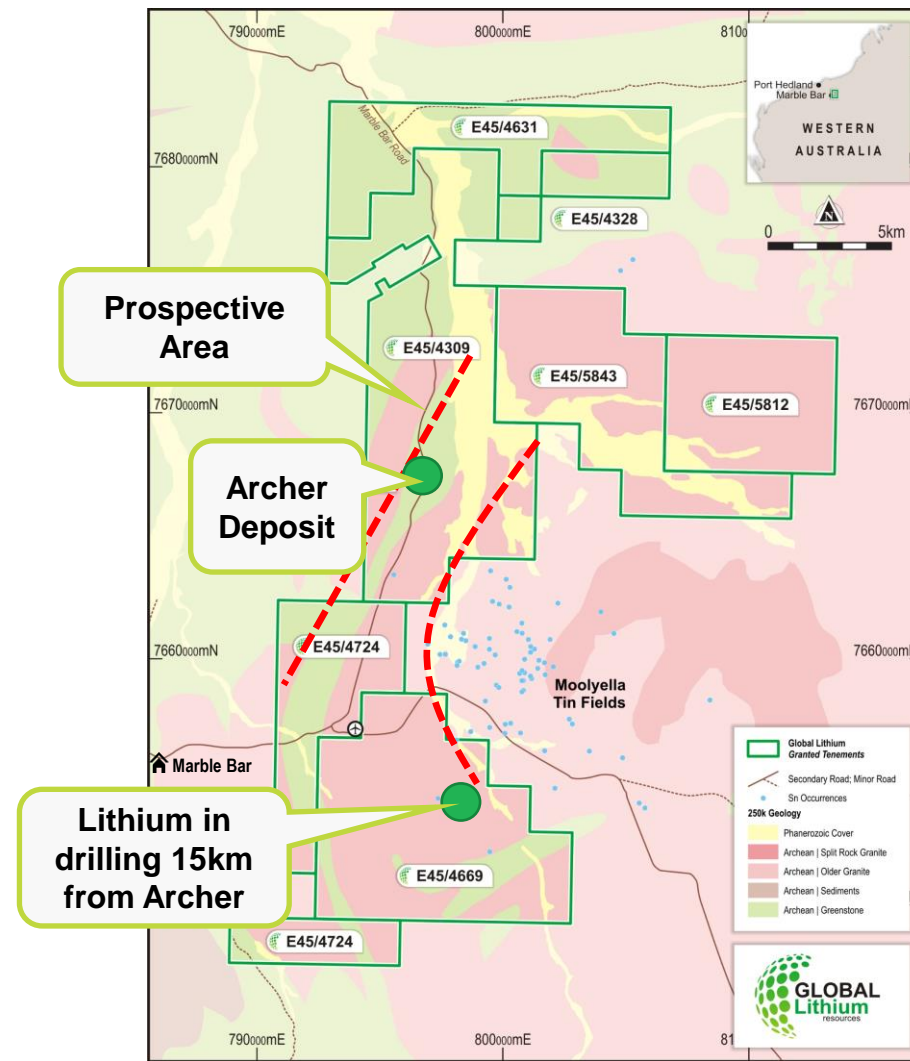 790000mE
800000mE
810
Port Hedland
Marble Bar
WESTERN
AUSTRALIA
N
0
5km
Marble Bar Road
E45/4631
7680000mN
E45/4328
Prospective
Area
E45/4309
E45/5843
E45/5812
7670000mN
7670000mN
Archer
Deposit
E45/4724
7660000mN
7660000mN
Moolyella
Tin Fields
Marble Bar
Lithium in
drilling 15km
from Archer
E45/4669
E45/4724
Global Lithium
Granted Tenements
Secondary Road; Minor Road
Sn Occurrences
250k Geology
Phanerozoic Cover
Archean | Split Rock Granite
Archean | Older Granite
Archean | Sediments
Archean | Greenstone
GLOBAL
Lithium
resources
790000mE
800000mE